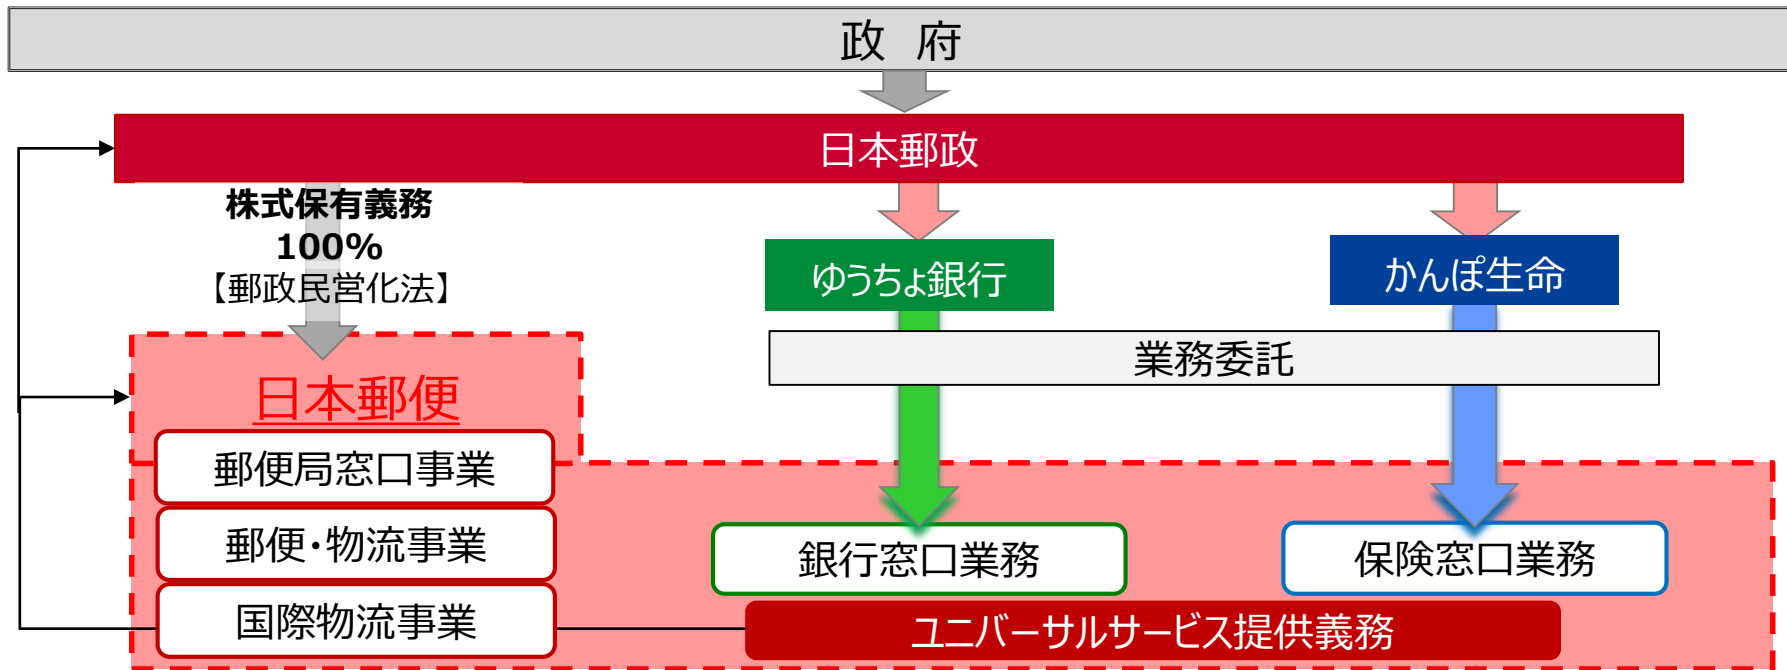 政 府
日本郵政
株式保有義務
100%
【郵政民営化法】
ゆうちょ銀行
かんぽ生命
業務委託
日本郵便
郵便局窓口事業
郵便・物流事業
国際物流事業
銀行窓口業務
保険窓口業務
ユニバーサルサービス提供義務